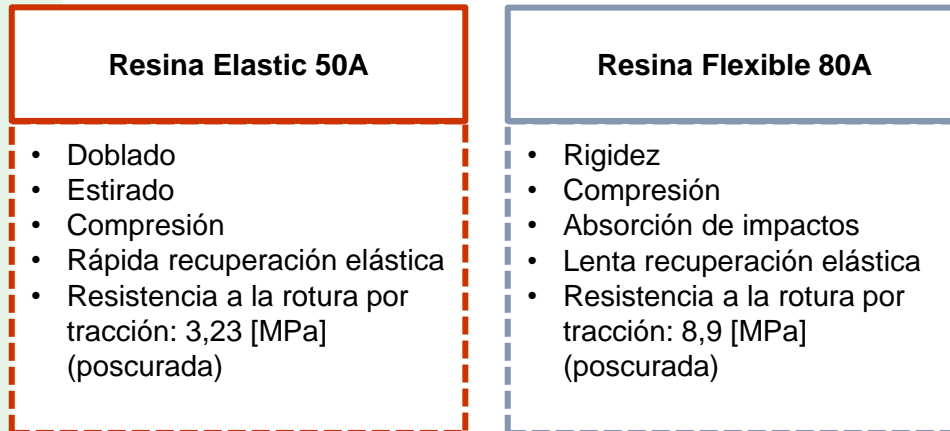 Resina Elastic 50A
• Doblado
• Estirado
• Compresión
• Rápida recuperación elástica
• Resistencia a la rotura por
tracción: 3,23 [MPa]
(poscurada)
Resina Flexible 80A
• Rigidez
• Compresión
• Absorción de impactos
• Lenta recuperación elástica
• Resistencia a la rotura por
tracción: 8,9 [MPa]
(poscurada)